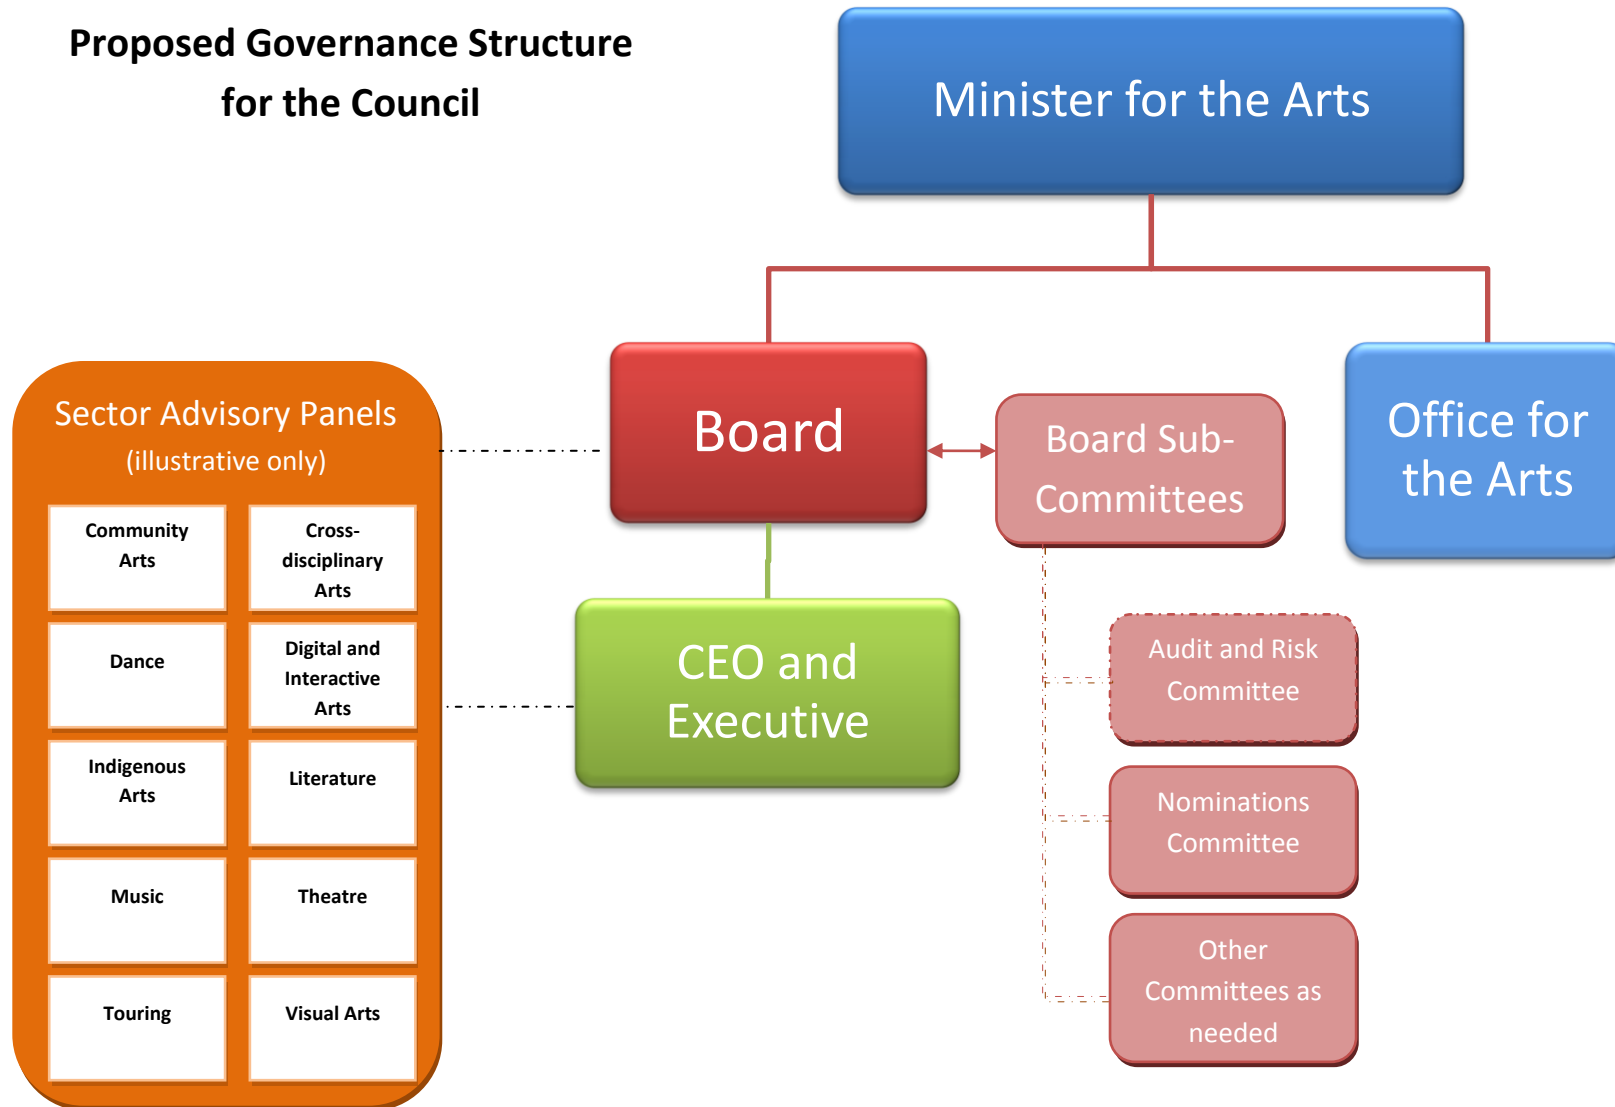 Proposed Governance Structure
for the Council
Minister for the Arts
Board
Board Sub-
Committees
Office for
the Arts
Sector Advisory Panels
(illustrative only)
Community
Arts
Cross-
disciplinary
Arts
Dance
Digital and
Interactive
Arts
Indigenous
Arts
Literature
Music
Theatre
Touring
Visual Arts
CEO and
Executive
Audit and Risk
Committee
Nominations
Committee
Other
Committees as
needed